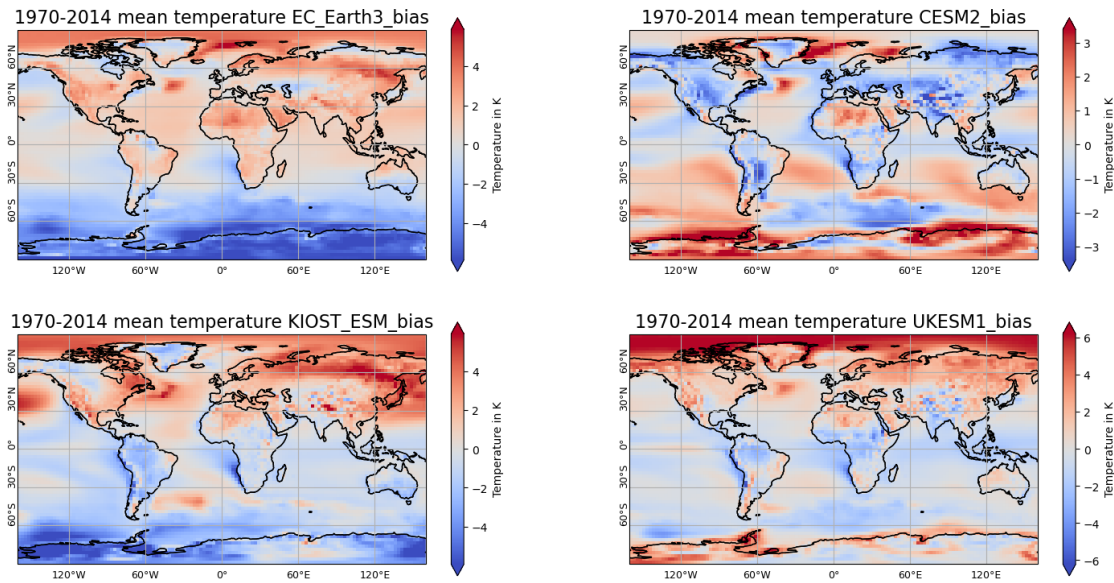 1970-2014 mean temperature EC_Earth3_bias
60°N
30°N
0°
30°S
60°S
120°W 60°W 0° 60°E 120°E
4
2
0
−2
−4
Temperature in K
1970-2014 mean temperature CESM2_bias
60°N
30°N
0°
30°S
60°S
120°W 60°W 0° 60°E 120°E
3
2
1
0
−1
−2
−3
Temperature in K
1970-2014 mean temperature KIOST_ESM_bias
60°N
30°N
0°
30°S
60°S
120°W 60°W 0° 60°E 120°E
4
2
0
−2
−4
Temperature in K
1970-2014 mean temperature UKESM1_bias
60°N
30°N
0°
30°S
60°S
120°W 60°W 0° 60°E 120°E
6
4
2
0
−2
−4
−6
Temperature in K